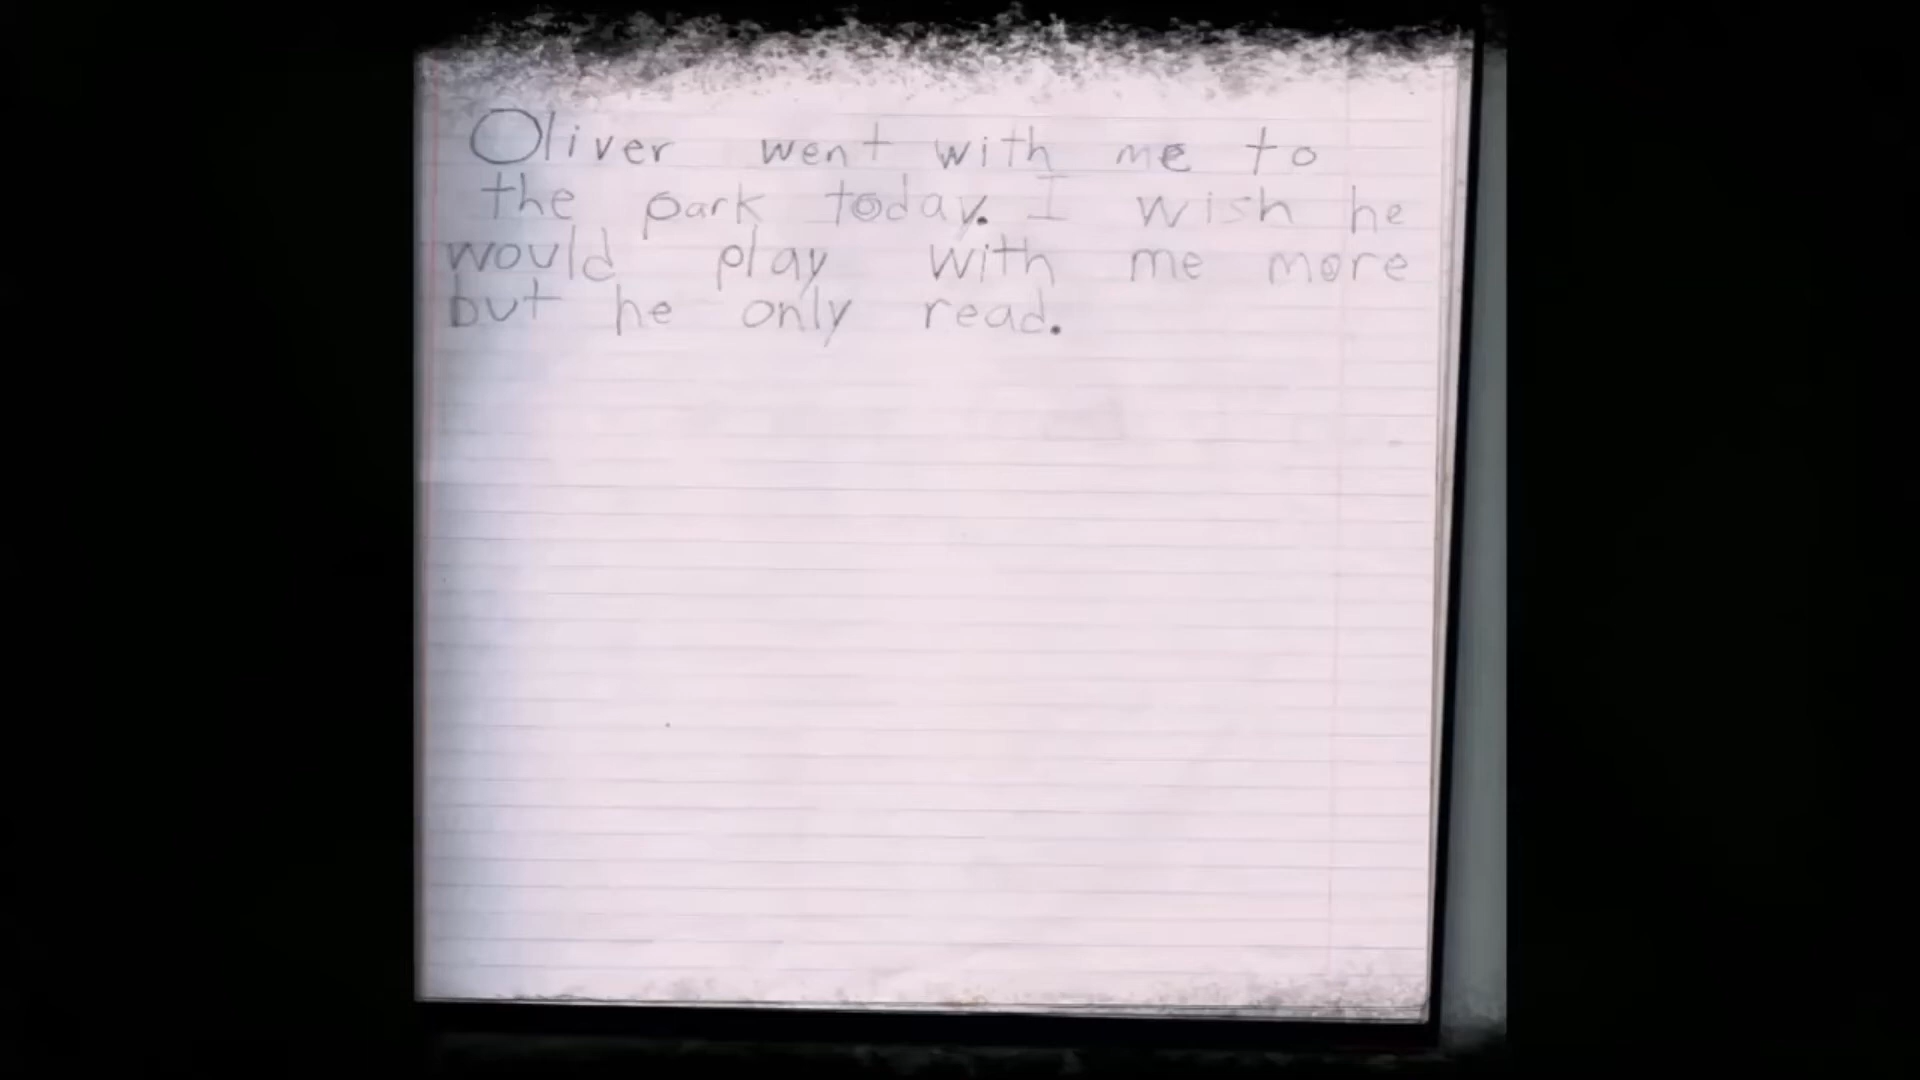 Oliver went with me to
the park today. I wish he
would play with me more
but he only read.